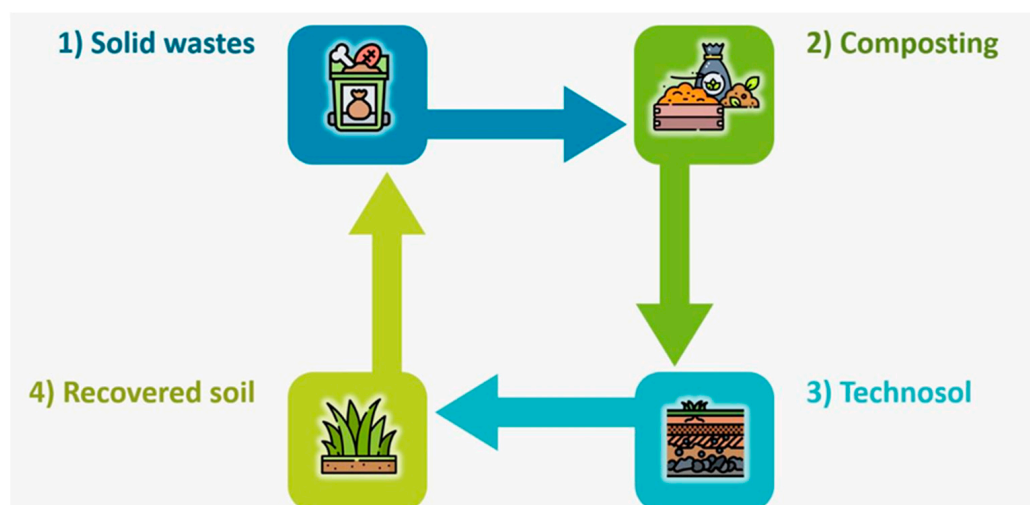 1) Solid wastes
2) Composting
4) Recovered soil
3) Technosol